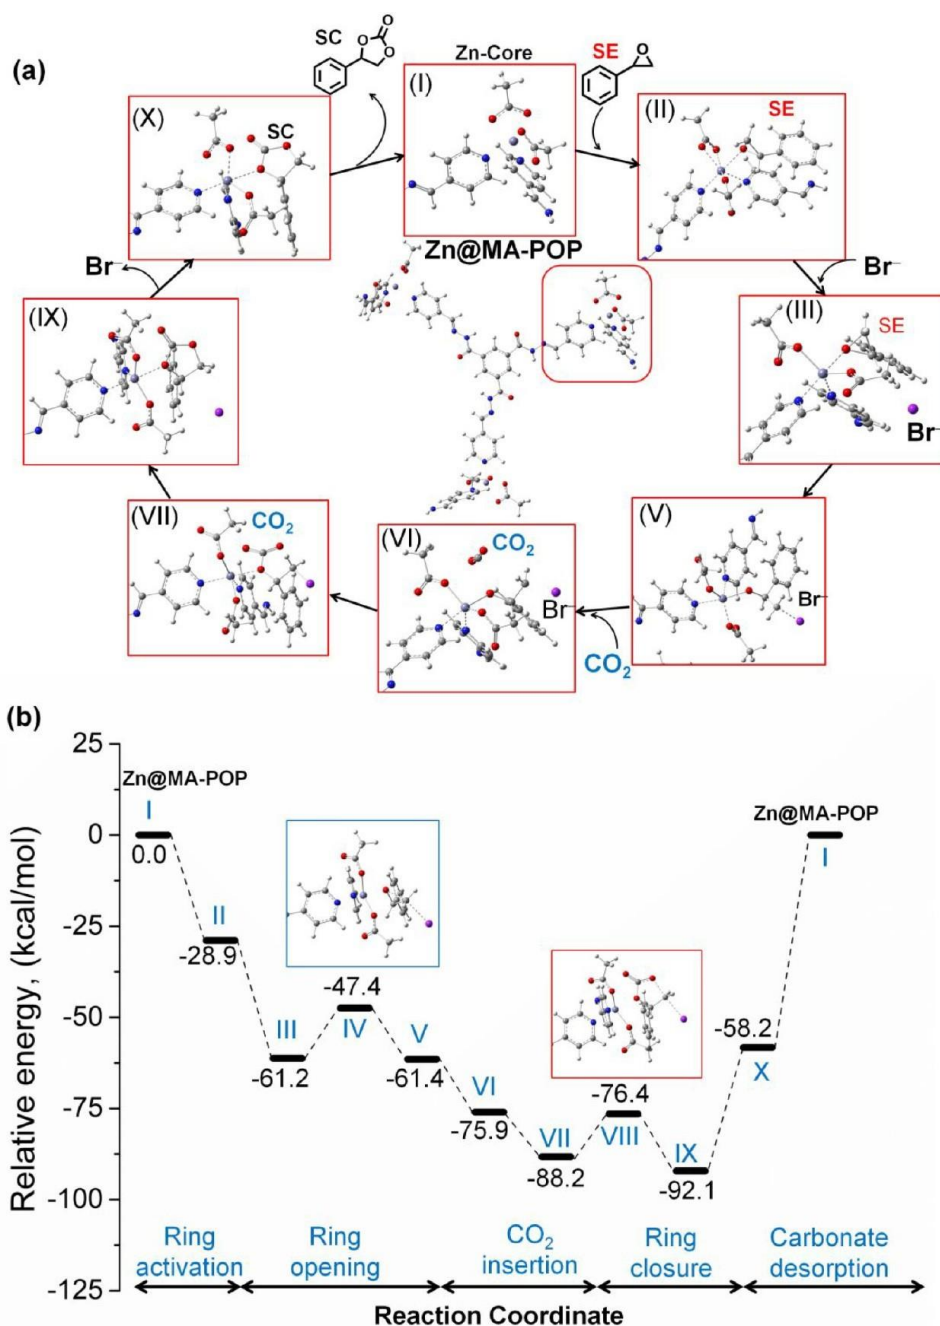 (a)
SC
O
O
O
Zn-Core
(I)
SE
O
(X)
SC
(II)
SE
Zn@MA-POP
Br⁻
Br⁻
(IX)
(III)
SE
Br⁻
(VII)
CO₂
(VI)
CO₂
Br⁻
(V)
Br⁻
CO₂
(b)
Relative energy, (kcal/mol)
25
0
-25
-50
-75
-100
-125
Zn@MA-POP
I
0.0
II
-28.9
III
-61.2
-47.4
IV
V
-61.4
VI
-75.9
VII
-88.2
-76.4
VIII
IX
-92.1
-58.2
X
Zn@MA-POP
I
Ring
activation
Ring
opening
CO₂
insertion
Ring
closure
Carbonate
desorption
Reaction Coordinate